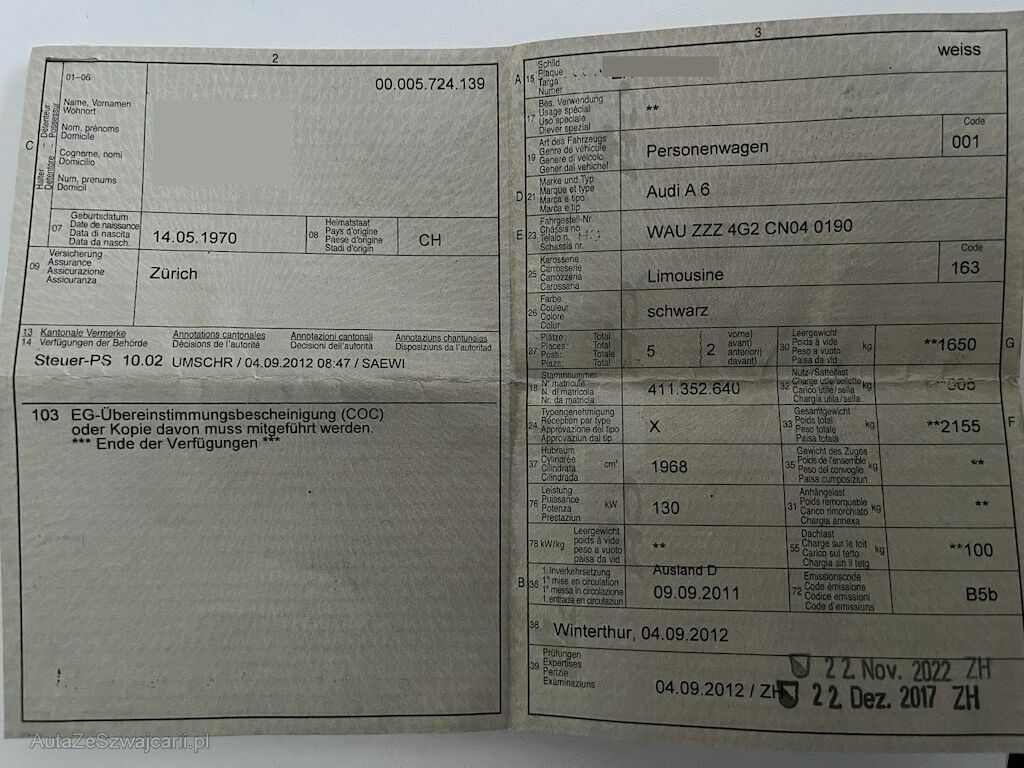 2
01-06
00.005.724.139
C
Halter
Détenteur
Detentore
Possessur
Name, Vornamen
Wohnort
Nom, prénoms
Domicile
Cognome, nomi
Domicilio
Num, prenums
Domicil
07
Geburtsdatum
Date de naissance
Data di nascita
Data da nasch.
14.05.1970
08
Heimatstaat
Pays d'origine
Paese d'origine
Stadi d'origin
CH
09
Versicherung
Assurance
Assicurazione
Assicuranza
Zürich
13 Kantonale Vermerke Annotations cantonales Annotazioni cantonali Annotaziuns chantunalas
14 Verfügungen der Behörde Décisions de l'autorité Decisioni dell'autorità Disposiziuns da l'autoritad
Steuer-PS 10.02 UMSCHR / 04.09.2012 08:47 / SAEWI
103 EG-Übereinstimmungsbescheinigung (COC)
oder Kopie davon muss mitgeführt werden.
*** Ende der Verfügungen ***
3
A 15
Schild
Plaque
Targa
Numer
weiss
17
Bes. Verwendung
Usage spécial
Uso speciale
Diever spezial
**
19
Art des Fahrzeugs
Genre de véhicule
Genere di veicolo
Gener dal vehichel
Personenwagen
Code
001
D 21
Marke und Typ
Marque et type
Marca e tipo
Marca e tip
Audi A 6
E 23
Fahrgestell-Nr.
Châssis no
Telaio n.
Schassis nr.
WAU ZZZ 4G2 CN04 0190
25
Karosserie
Carrosserie
Carrozzeria
Carossaria
Limousine
Code
163
26
Farbe
Couleur
Colore
Colur
schwarz
27
Plätze: Total
Places: Total
Posti: Totale
Plazs: Total
5
( 2
vorne)
avant)
anteriori)
davant)
30
Leergewicht
Poids à vide
Peso a vuoto
Paisa da vid
kg
**1650
G
18
Stammnummer
N° matricule
N. di matricola
Nr. da matricla
411.352.640
32
Nutz-/Sattellast
Charge utile/sellette
Carico utile/sella
Chargia utila/sella
kg
24
Typengenehmigung
Réception par type
Approvazione del tipo
Approvaziun dal tip
X
33
Gesamtgewicht
Poids total
Peso totale
Paisa totala
kg
**2155
F
37
Hubraum
Cylindrée
Cilindrata
Cilindrada
cm³
1968
35
Gewicht des Zuges
Poids de l'ensemble
Peso del convoglio
Paisa cumposiziun
kg
**
76
Leistung
Puissance
Potenza
Prestaziun
kW
130
31
Anhängelast
Poids remorquable
Carico rimorchiato
Chargia annexa
kg
**
78 kW/kg
Leergewicht
poids à vide
peso a vuoto
paisa da vid
**
55
Dachlast
Charge sur le toit
Carico sul tetto
Chargia sin il tetg
kg
**100
B 36
1. Inverkehrsetzung
1re mise en circulation
1a messa in circolazione
1. entrada en circulaziun
Ausland D
09.09.2011
72
Emissionscode
Code émissions
Codice emissioni
Code d'emissiuns
B5b
38
Winterthur, 04.09.2012
39
Prüfungen
Expertises
Perizie
Examinaziuns
04.09.2012 / ZH
22. Nov. 2022 ZH
22. Dez. 2017 ZH
AutaZeSzwajcarii.pl